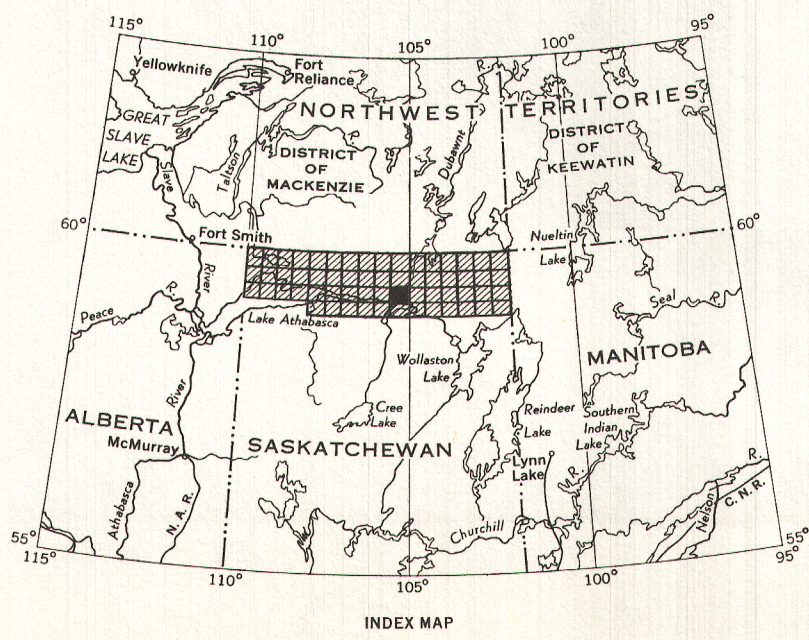 115°
110°
105°
100°
95°
Yellowknife
Fort
Reliance
R.
NORTHWEST TERRITORIES
GREAT
SLAVE
LAKE
Slave
River
Taltson
R.
DISTRICT
OF
MACKENZIE
Dubawnt
DISTRICT
OF
KEEWATIN
60°
Fort Smith
Nueltin
Lake
60°
Peace
R.
Lake Athabasca
Seal R.
Wollaston
Lake
MANITOBA
River
Cree
Lake
Reindeer
Lake
Southern
Indian
Lake
ALBERTA
McMurray
SASKATCHEWAN
Lynn
Lake
R.
R.
Athabasca
N. A. R.
Churchill
Nelson
C. N. R.
55°
115°
110°
105°
100°
55°
95°
INDEX MAP